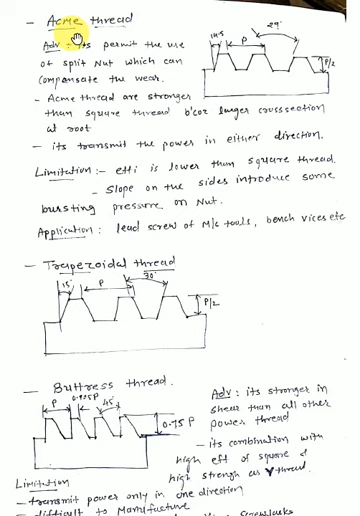 - Acme thread
Adv : its permit the use
of split Nut which can
compensate the wear.
14.5° P 29°
P/2
- Acme thread are stronger
than square thread b'coz larger crosssection
at root
- its transmit the power in either direction.
Limitation :- effi is lower than square thread.
- Slope on the sides introduce some
bursting pressure on Nut.
Application : lead screw of M/c tools, bench vices etc
- Trapezoidal thread
15° P 30°
P/2
- Buttress thread.
P 45°
0.75 P
Adv : its stronger in
shear than all other
power thread
- its combination with
high eff of square &
high strengh as V thread.
Limitation
- transmit power only in one direction
- difficult to Manufacture